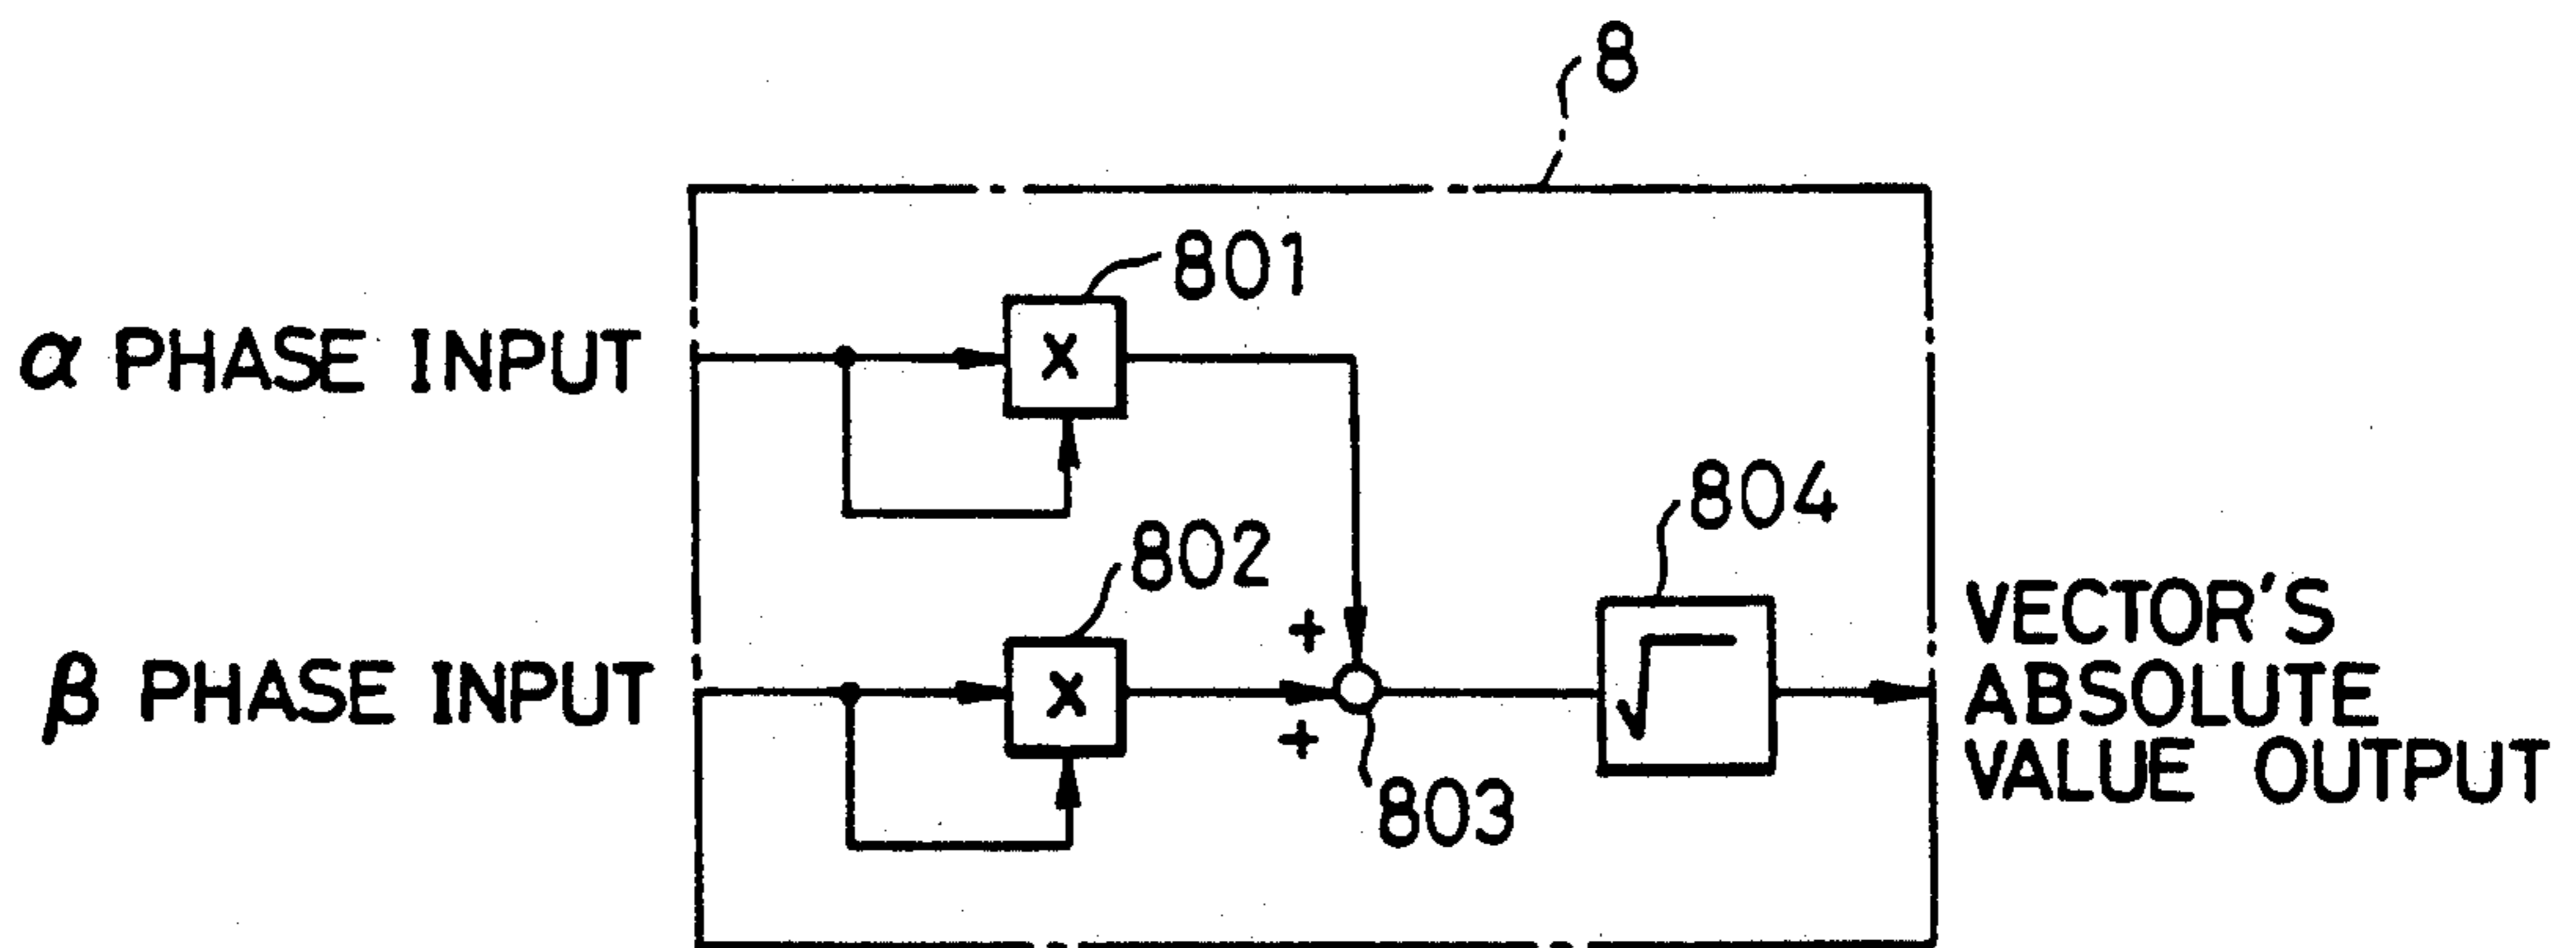 8
801
α PHASE INPUT
X
802
804
+
β PHASE INPUT
X
+
√
803
VECTOR'S
ABSOLUTE
VALUE OUTPUT